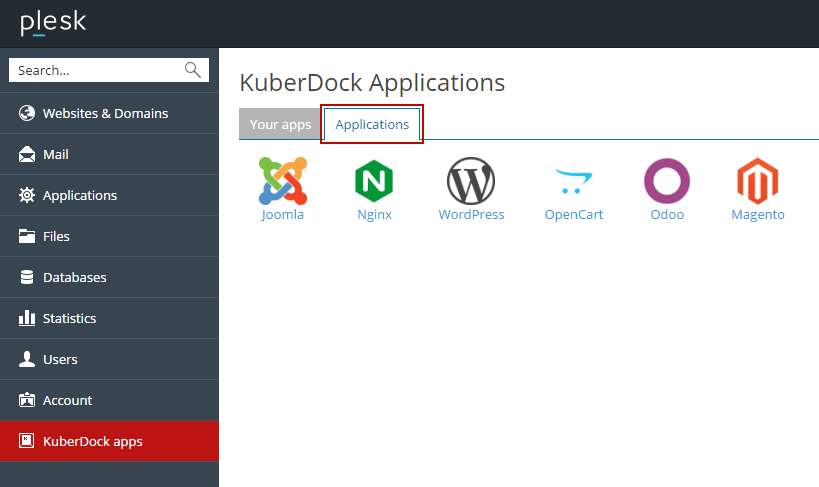 plesk
Search...
Websites & Domains
Mail
Applications
Files
Databases
Statistics
Users
Account
KuberDock apps
KuberDock Applications
Your apps Applications
Joomla Nginx WordPress OpenCart Odoo Magento